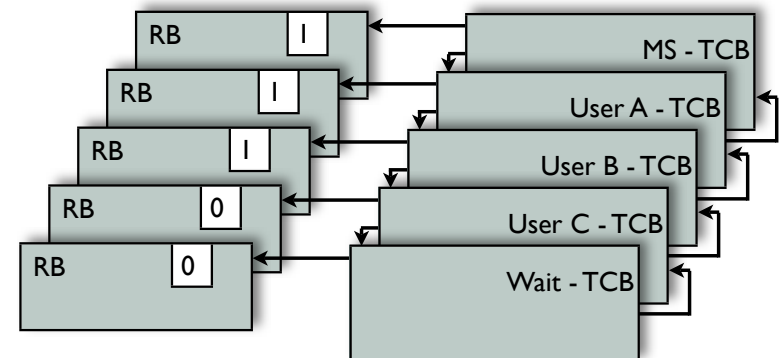 RB 1
MS - TCB
RB 1
User A - TCB
RB 1
User B - TCB
RB 0
User C - TCB
RB 0
Wait - TCB